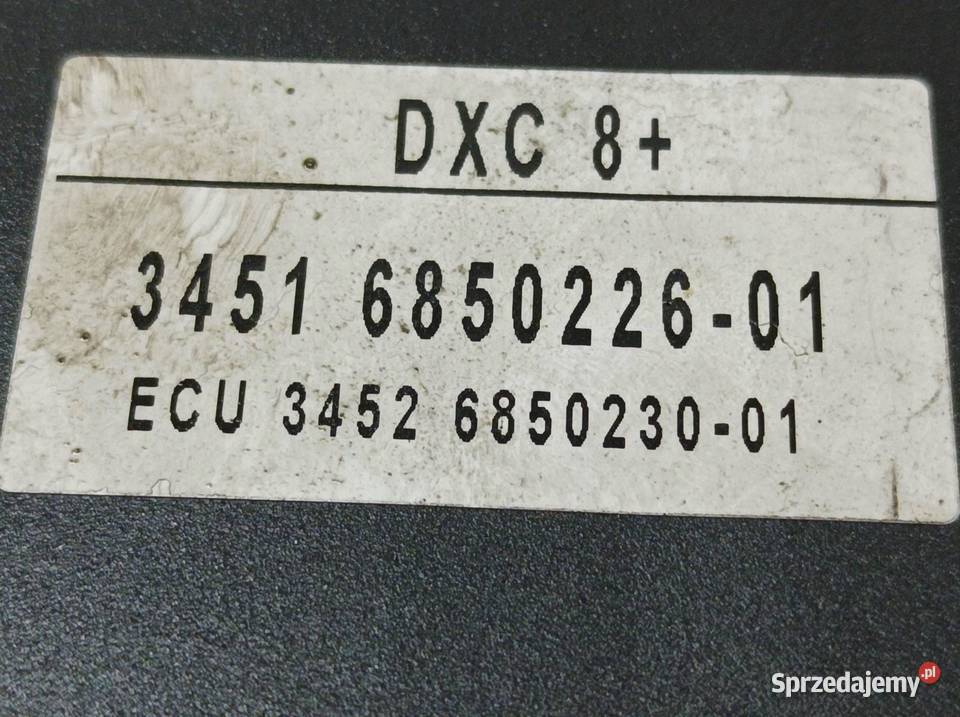 DXC 8+
3451 6850226-01
ECU 3452 6850230-01
Sprzedajemy.pl